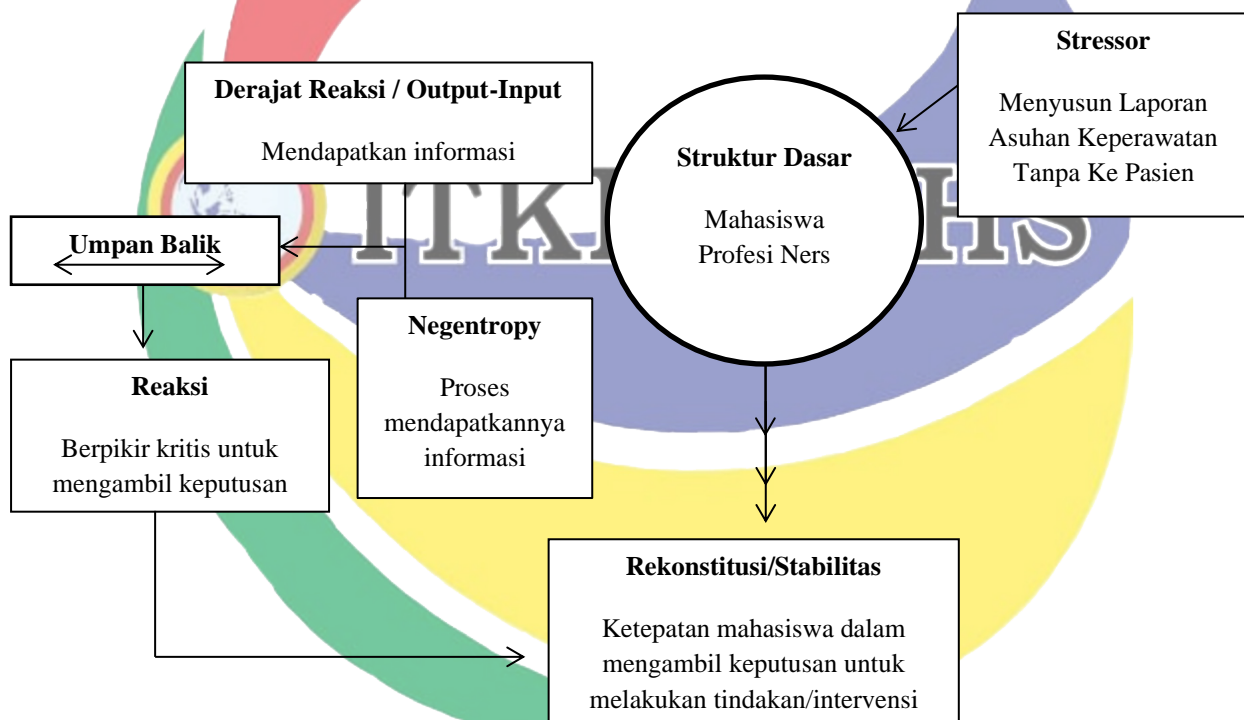 Stressor
Menyusun Laporan
Asuhan Keperawatan
Tanpa Ke Pasien
Derajat Reaksi / Output-Input
Mendapatkan informasi
Struktur Dasar
Mahasiswa
Profesi Ners
Umpan Balik
Negentropy
Proses
mendapatkannya
informasi
Reaksi
Berpikir kritis untuk
mengambil keputusan
Rekonstitusi/Stabilitas
Ketepatan mahasiswa dalam
mengambil keputusan untuk
melakukan tindakan/intervensi